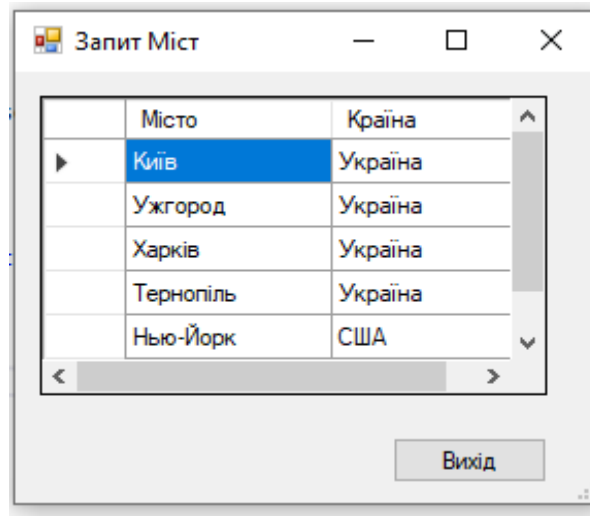 Запит Міст
Місто Країна
Київ Україна
Ужгород Україна
Харків Україна
Тернопіль Україна
Нью-Йорк США
Вихід